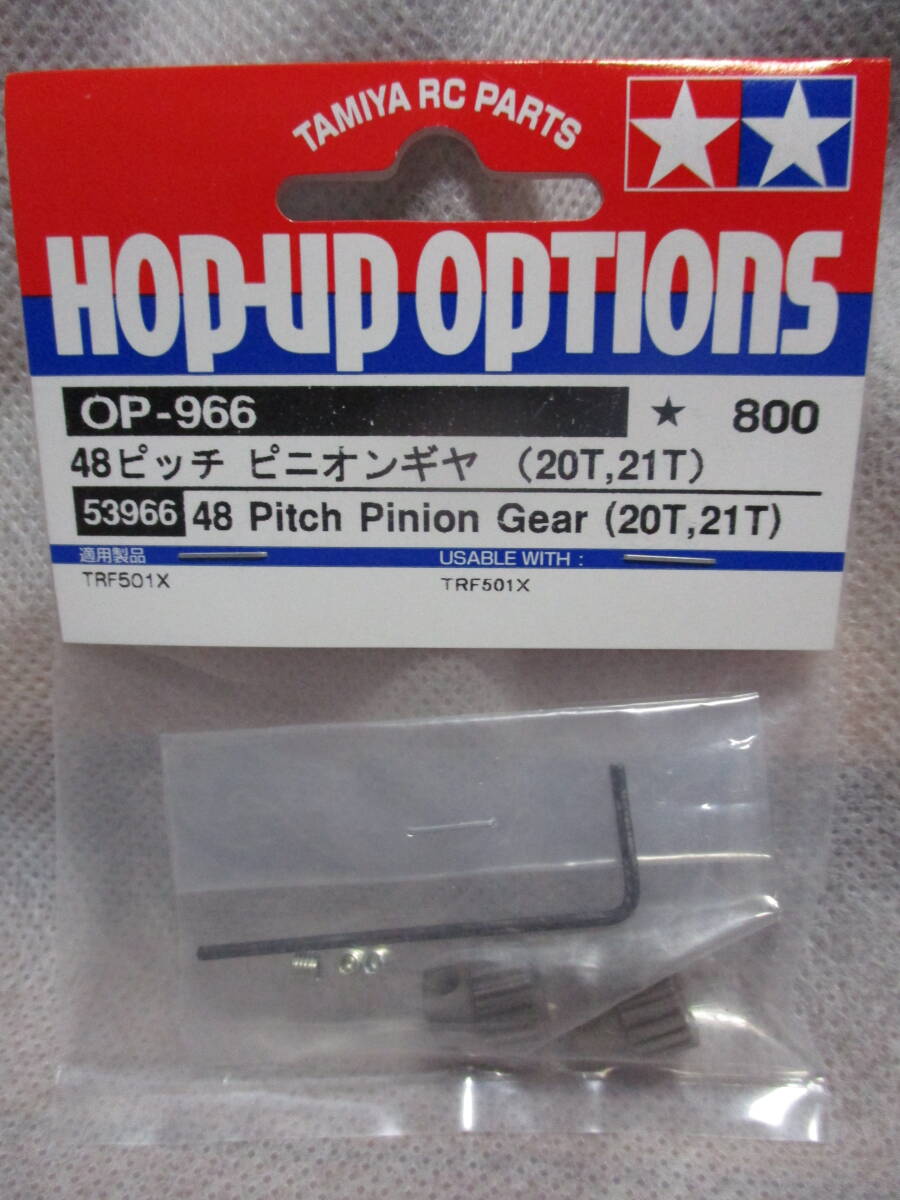 TAMIYA RC PARTS
HOP-UP OPTIONS
OP-966 ★ 800
48ピッチ ピニオンギヤ (20T,21T)
53966 48 Pitch Pinion Gear (20T,21T)
適用製品 USABLE WITH :
TRF501X TRF501X